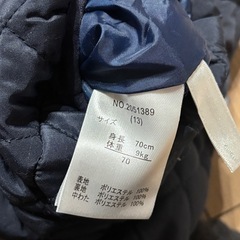 NO.2051389
サイズ (13)
身長 70cm
体重 9kg
70
表地 ポリエステル 100%
裏地 ポリエステル 100%
中わた ポリエステル 100%